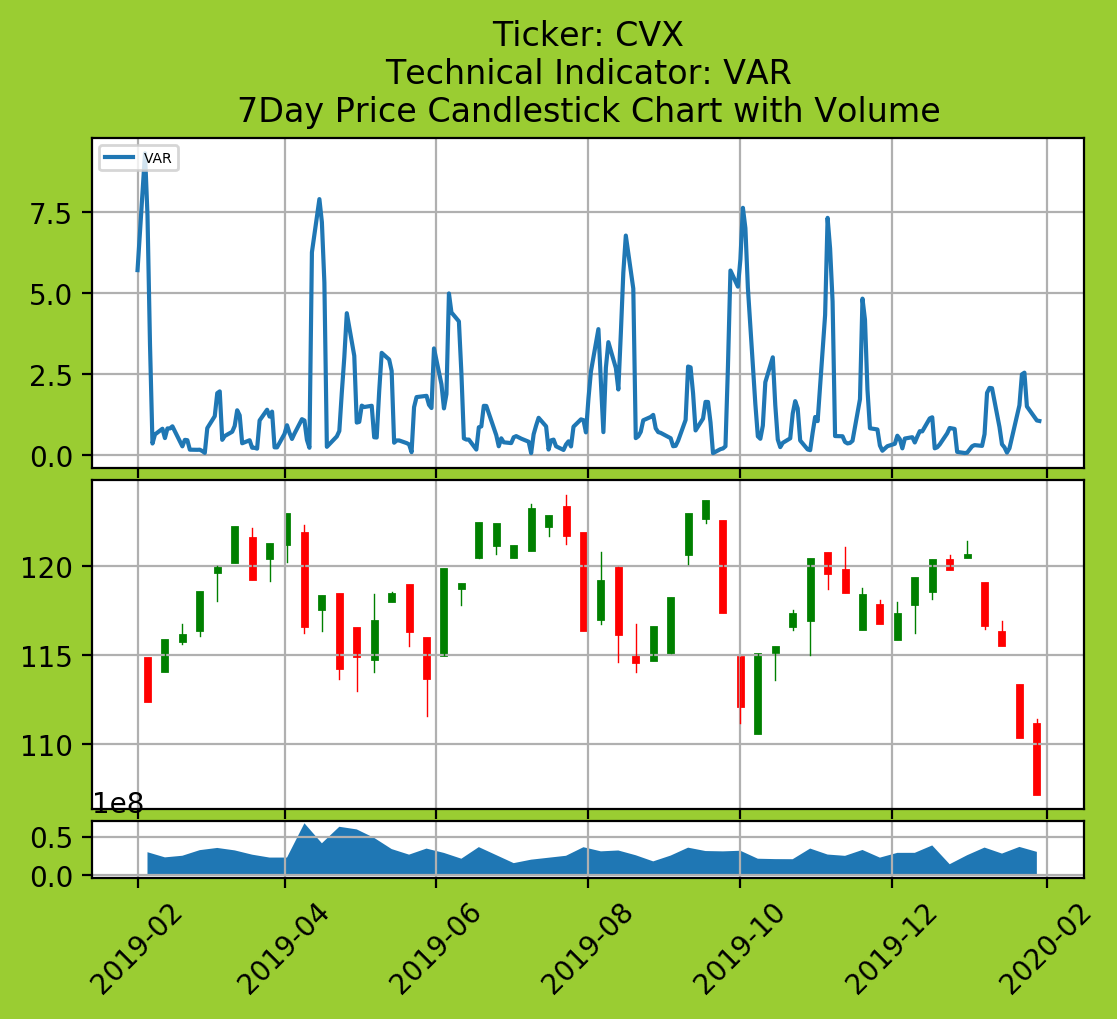 Ticker: CVX
Technical Indicator: VAR
7Day Price Candlestick Chart with Volume
VAR
7.5
5.0
2.5
0.0
120
115
110
1e8
0.5
0.0
2019-02 2019-04 2019-06 2019-08 2019-10 2019-12 2020-02